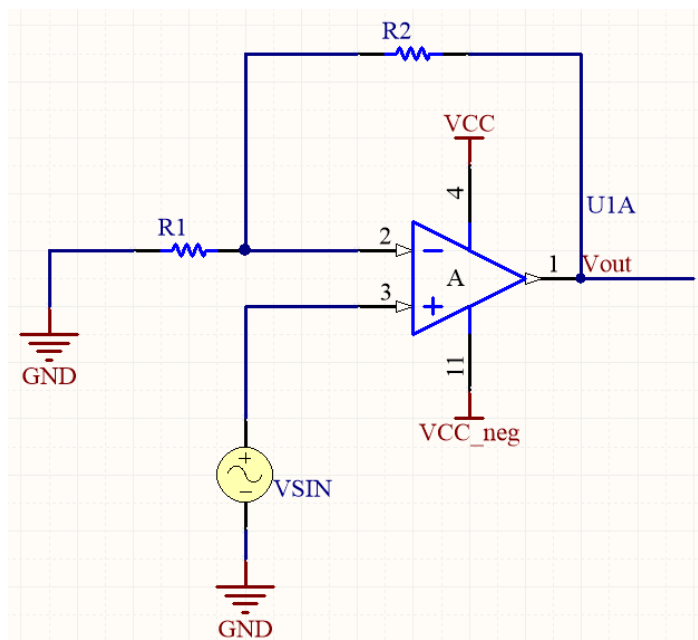 R2
VCC
4
U1A
R1
2
1
Vout
A
3
GND
11
VCC_neg
VSIN
GND